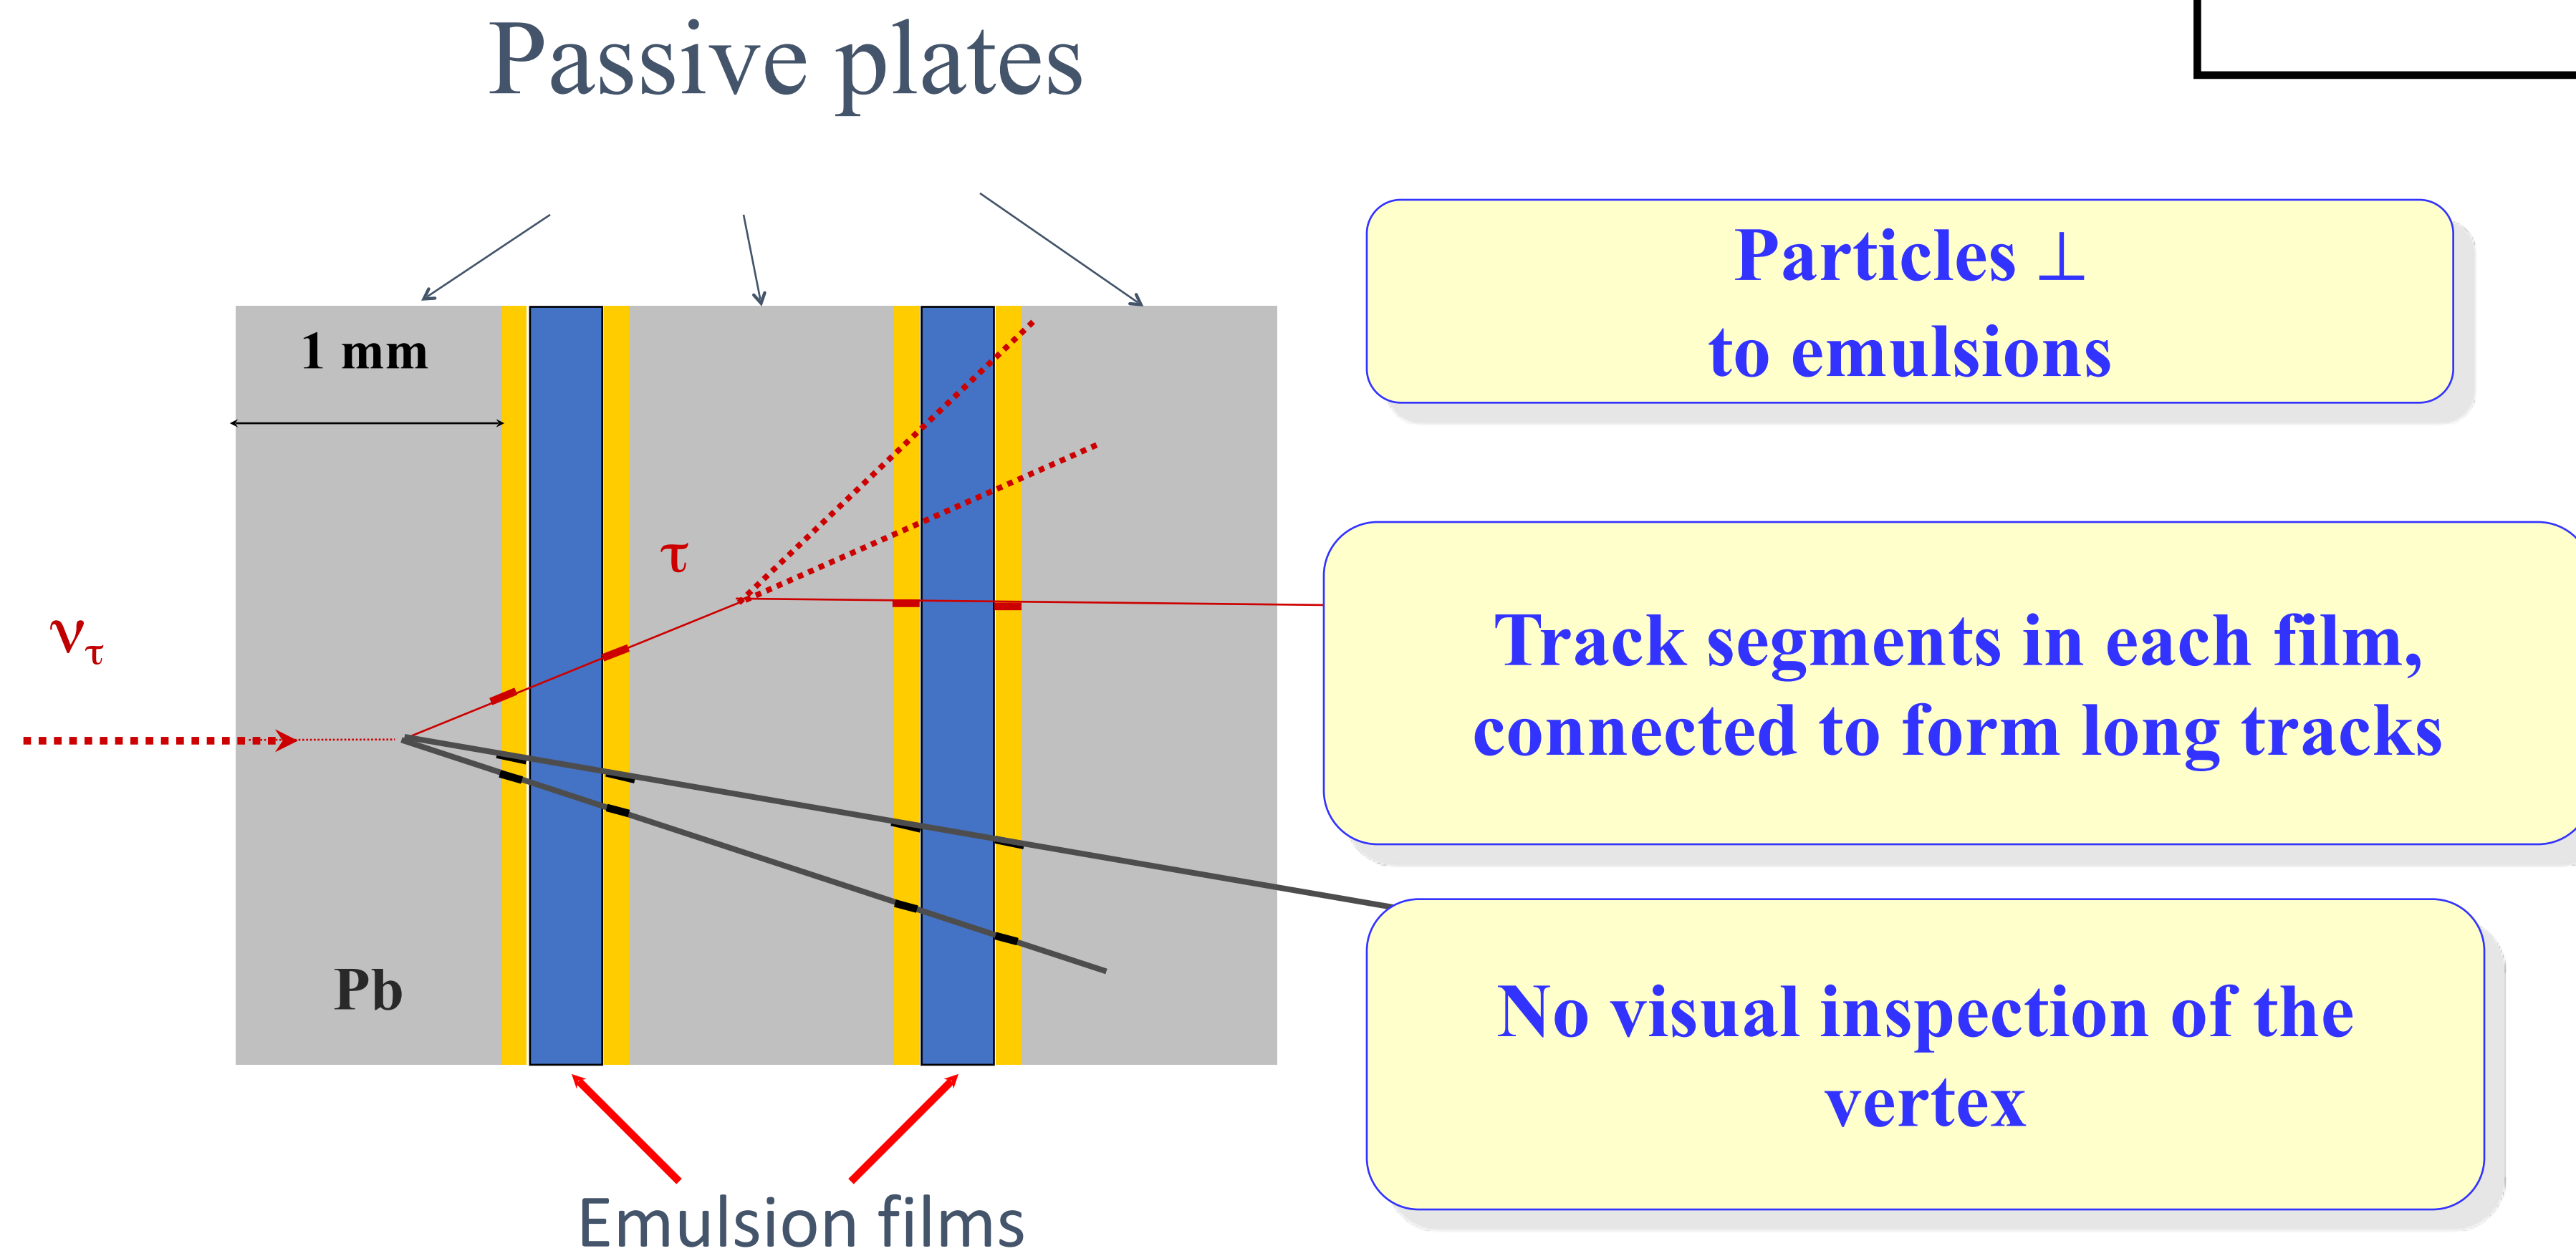 Passive plates
1 mm
Particles ⊥
to emulsions
τ
ντ
Track segments in each film,
connected to form long tracks
Pb
No visual inspection of the
vertex
Emulsion films